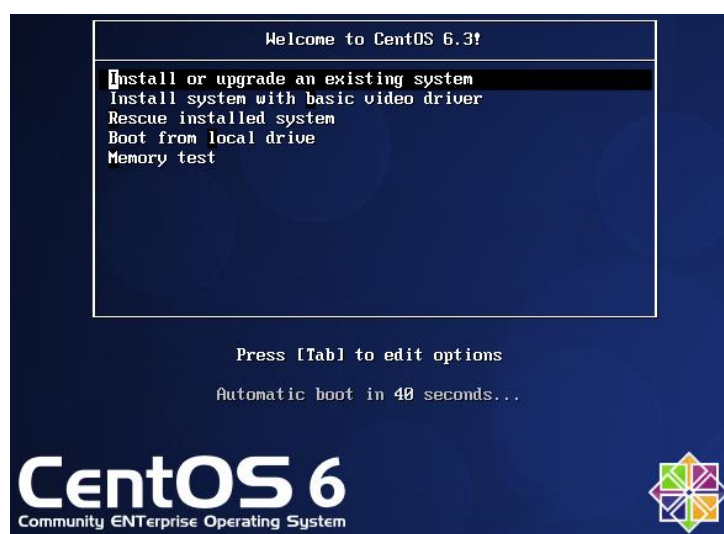 Welcome to CentOS 6.3!
Install or upgrade an existing system
Install system with basic video driver
Rescue installed system
Boot from local drive
Memory test
Press [Tab] to edit options
Automatic boot in 40 seconds...
CentOS 6
Community ENTerprise Operating System